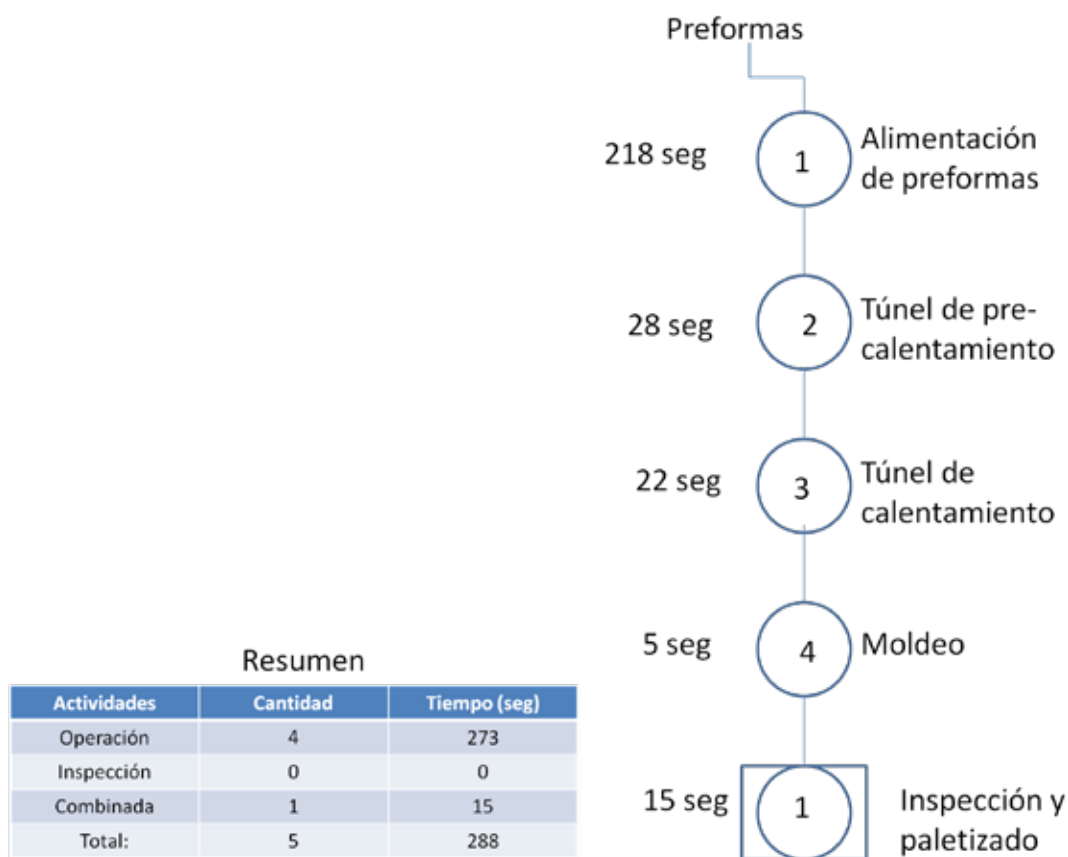 Preformas
218 seg
1
Alimentación
de preformas
28 seg
2
Túnel de pre-
calentamiento
22 seg
3
Túnel de
calentamiento
5 seg
4
Moldeo
15 seg
1
Inspección y
paletizado
Resumen
Actividades Cantidad Tiempo (seg)
Operación 4 273
Inspección 0 0
Combinada 1 15
Total: 5 288